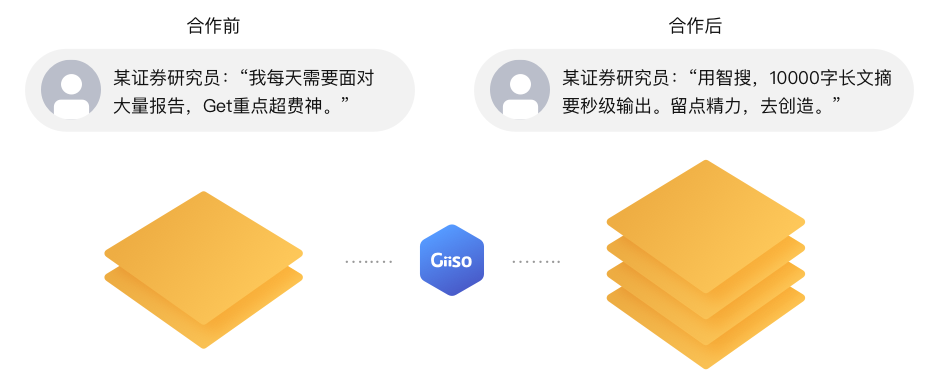 合作前
某证券研究员：“我每天需要面对
大量报告，Get重点超费神。”
合作后
某证券研究员：“用智搜，10000字长文摘
要秒级输出。留点精力，去创造。”
Giiso